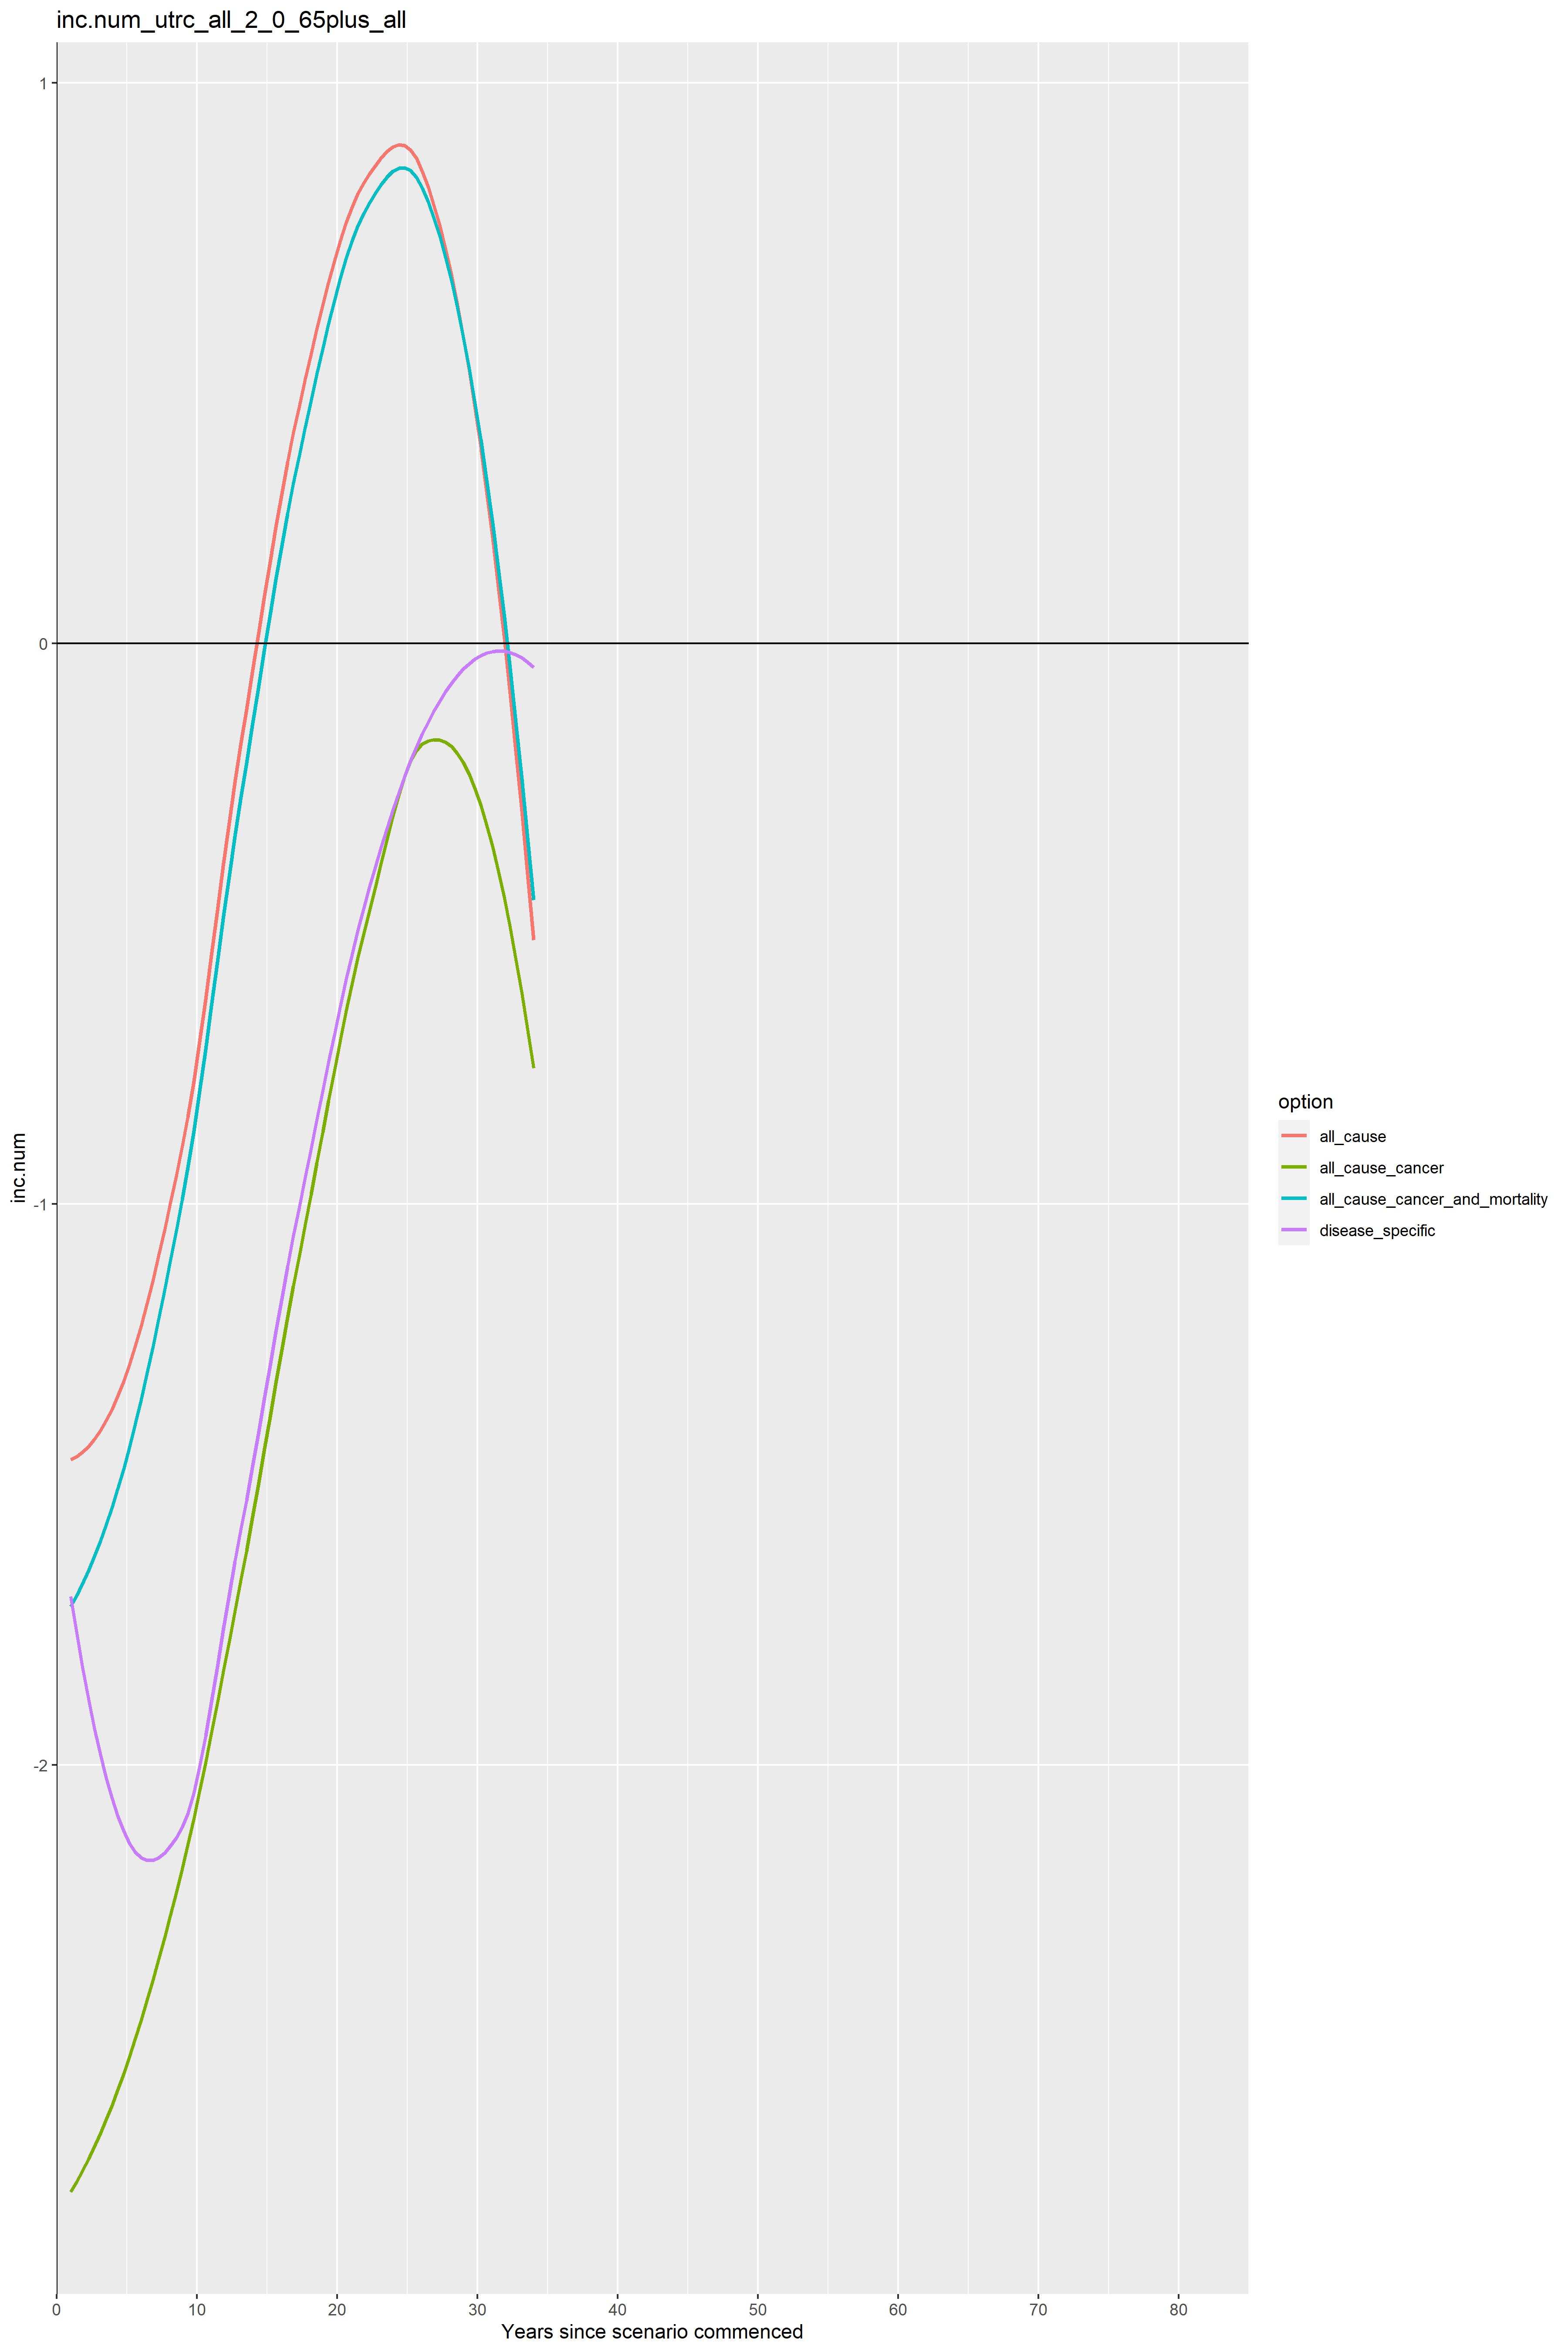 inc.num_utrc_all_2_0_65plus_all
1
0
-1
-2
inc.num
0 10 20 30 40 50 60 70 80
Years since scenario commenced
option
all_cause
all_cause_cancer
all_cause_cancer_and_mortality
disease_specific